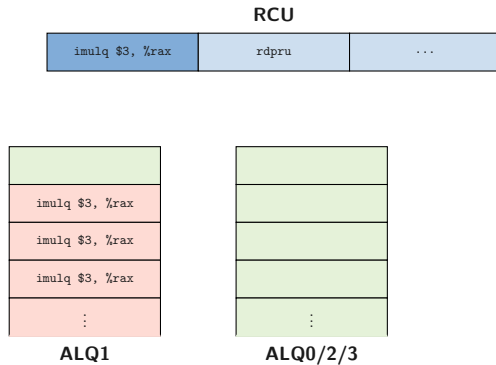 RCU
imulq $3, %rax rdpru ...
imulq $3, %rax
imulq $3, %rax
imulq $3, %rax
⋮ ⋮
ALQ1 ALQ0/2/3